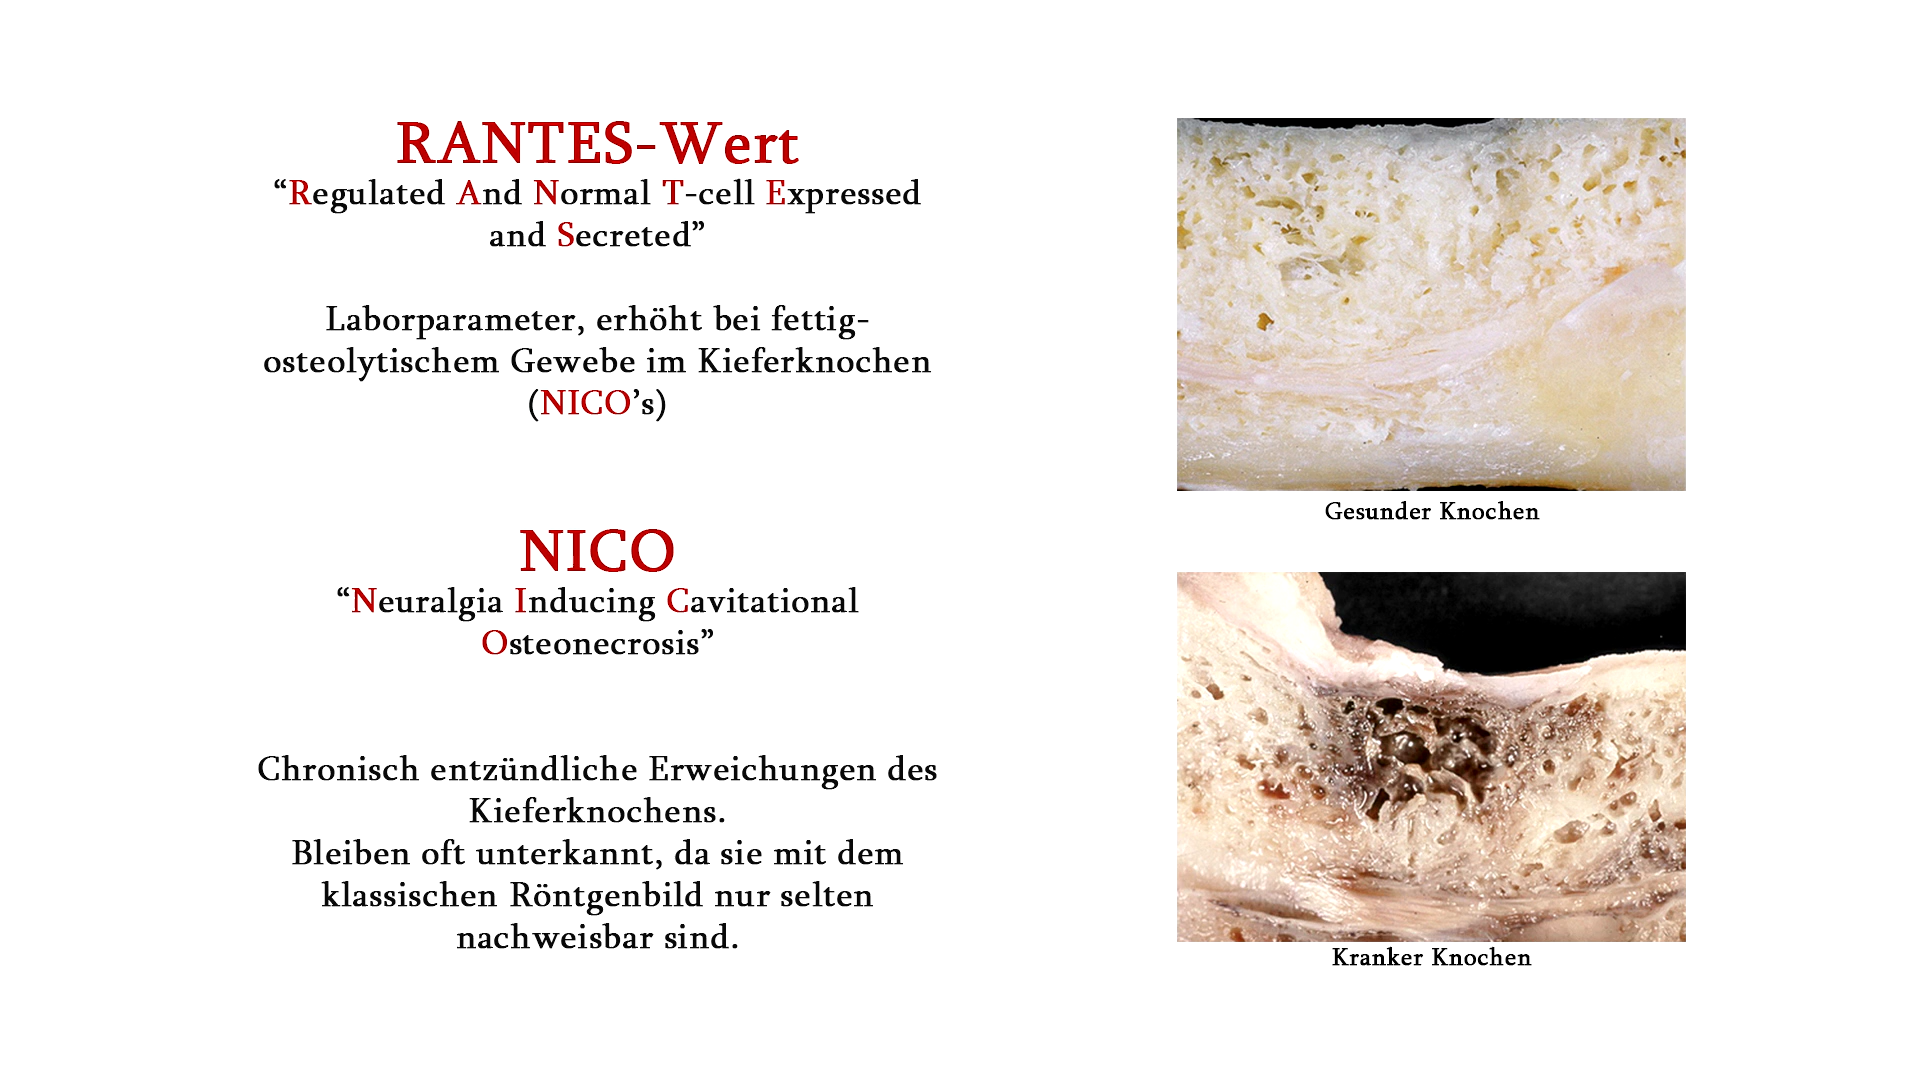 RANTES-Wert
“Regulated And Normal T-cell Expressed
and Secreted”
Laborparameter, erhöht bei fettig-
osteolytischem Gewebe im Kieferknochen
(NICO’s)
NICO
“Neuralgia Inducing Cavitational
Osteonecrosis”
Chronisch entzündliche Erweichungen des
Kieferknochens.
Bleiben oft unterkannt, da sie mit dem
klassischen Röntgenbild nur selten
nachweisbar sind.
Gesunder Knochen
Kranker Knochen